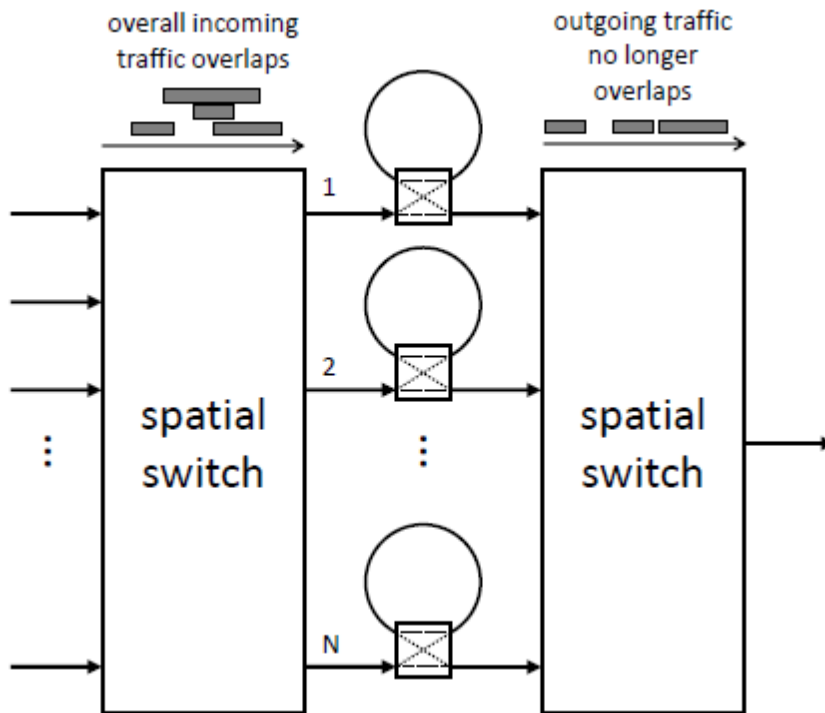 overall incoming
traffic overlaps
outgoing traffic
no longer
overlaps
1
2
⋮
spatial
switch
⋮
spatial
switch
N